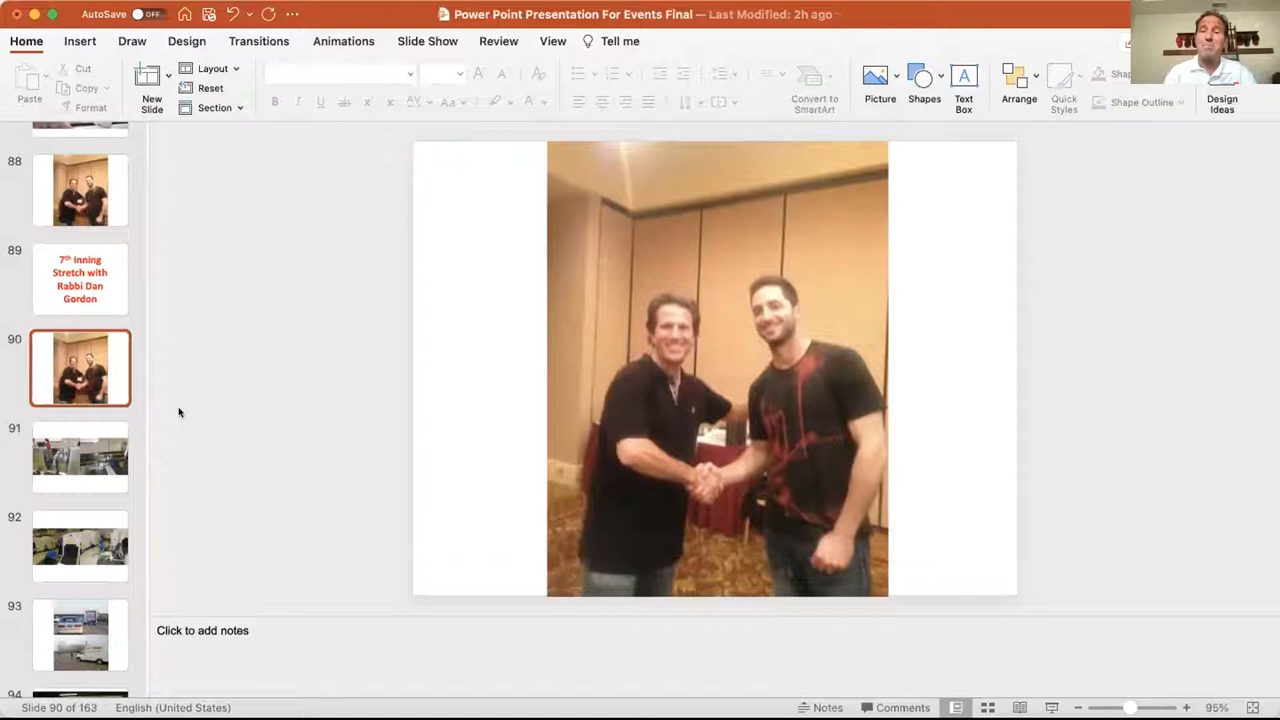 AutoSave OFF
Power Point Presentation For Events Final — Last Modified: 2h ago
Home Insert Draw Design Transitions Animations Slide Show Review View Tell me
Paste
Cut
Copy
Format
New
Slide
Layout
Reset
Section
Convert to
SmartArt
Picture
Shapes
Text
Box
Arrange
Quick
Styles
Shape Outline
Design
Ideas
88
89
7th Inning
Stretch with
Rabbi Dan
Gordon
90
91
92
93
94
Click to add notes
Slide 90 of 163 English (United States) Notes Comments 95%